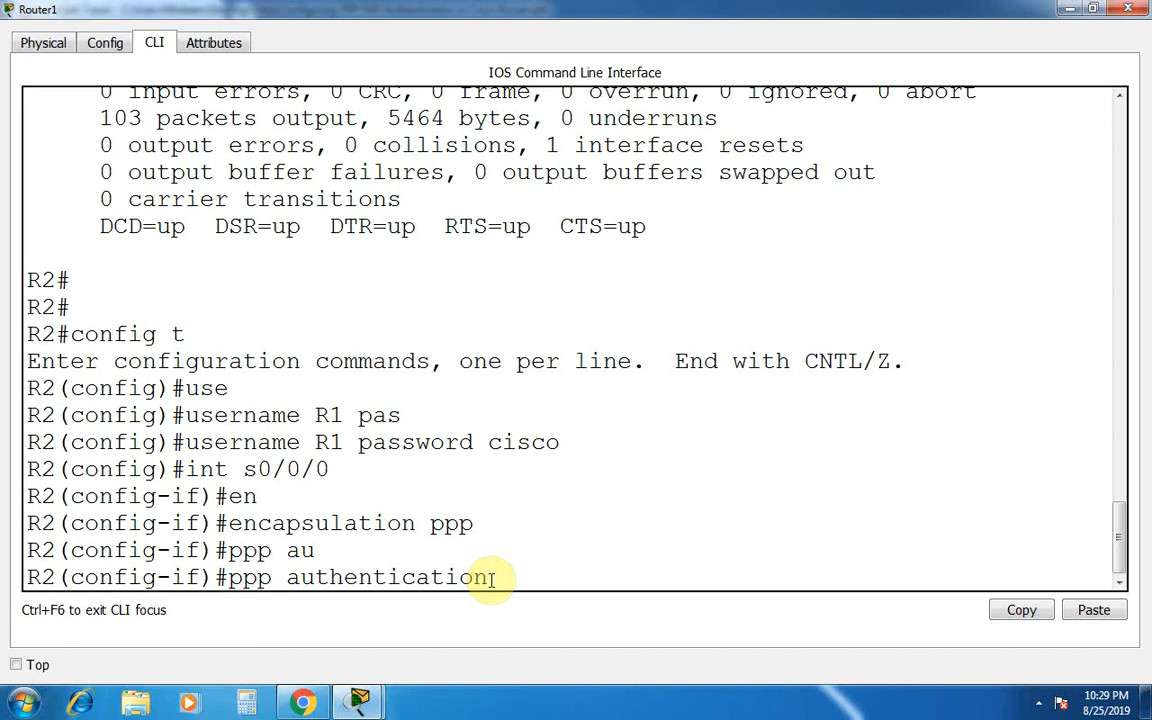 Router1
Physical Config CLI Attributes
IOS Command Line Interface
0 input errors, 0 CRC, 0 frame, 0 overrun, 0 ignored, 0 abort
103 packets output, 5464 bytes, 0 underruns
0 output errors, 0 collisions, 1 interface resets
0 output buffer failures, 0 output buffers swapped out
0 carrier transitions
DCD=up DSR=up DTR=up RTS=up CTS=up
R2#
R2#
R2#config t
Enter configuration commands, one per line. End with CNTL/Z.
R2(config)#use
R2(config)#username R1 pas
R2(config)#username R1 password cisco
R2(config)#int s0/0/0
R2(config-if)#en
R2(config-if)#encapsulation ppp
R2(config-if)#ppp au
R2(config-if)#ppp authentication
Ctrl+F6 to exit CLI focus
Copy Paste
Top
10:29 PM
8/25/2019